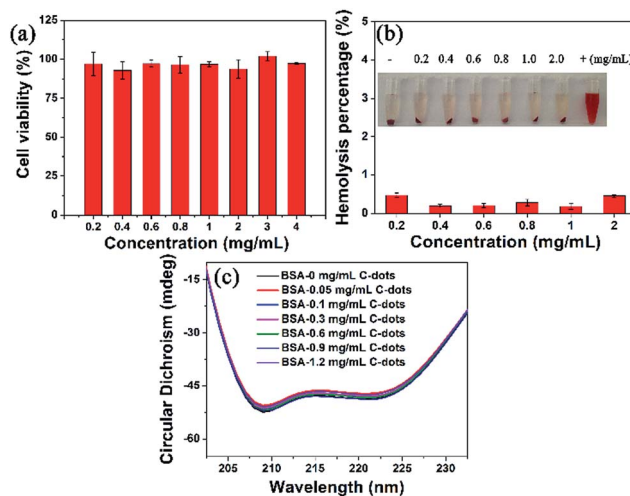 (a)
Cell viability (%)
125
100
75
50
25
0
0.2 0.4 0.6 0.8 1 2 3 4
Concentration (mg/mL)
(b)
Hemolysis percentage (%)
5
4
3
2
1
0
- 0.2 0.4 0.6 0.8 1.0 2.0 + (mg/mL)
0.2 0.4 0.6 0.8 1 2
Concentration (mg/mL)
(c)
Circular Dichroism (mdeg)
-15
-30
-45
-60
BSA-0 mg/mL C-dots
BSA-0.05 mg/mL C-dots
BSA-0.1 mg/mL C-dots
BSA-0.3 mg/mL C-dots
BSA-0.6 mg/mL C-dots
BSA-0.9 mg/mL C-dots
BSA-1.2 mg/mL C-dots
205 210 215 220 225 230
Wavelength (nm)